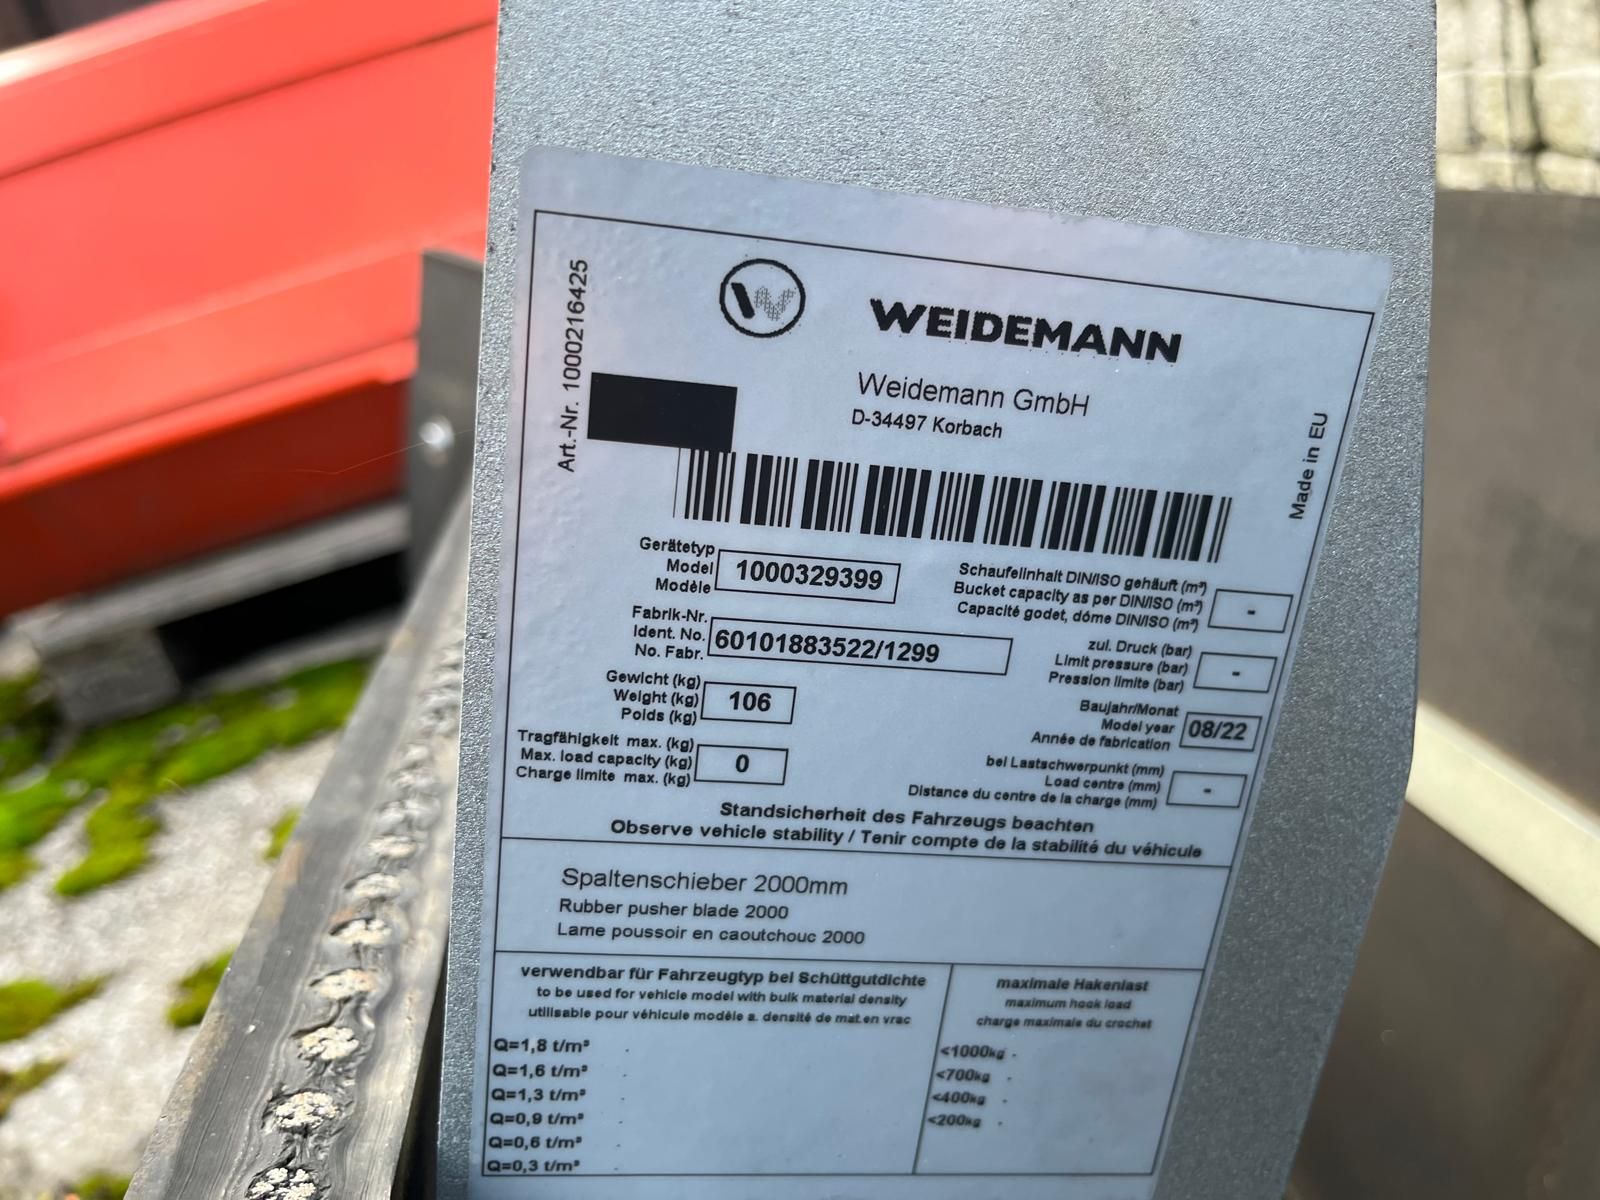 Art.-Nr. 1000216425
WEIDEMANN
Weidemann GmbH
D-34497 Korbach
Made in EU
Gerätetyp
Model
Modèle
1000329399
Schaufelinhalt DIN/ISO gehäuft (m³)
Bucket capacity as per DIN/ISO (m³)
Capacité godet, dóme DIN/ISO (m³)
-
Fabrik-Nr.
Ident. No.
No. Fabr.
60101883522/1299
zul. Druck (bar)
Limit pressure (bar)
Pression limite (bar)
-
Gewicht (kg)
Weight (kg)
Poids (kg)
106
Baujahr/Monat
Model year
Année de fabrication
08/22
Tragfähigkeit max. (kg)
Max. load capacity (kg)
Charge limite max. (kg)
0
bei Lastschwerpunkt (mm)
Load centre (mm)
Distance du centre de la charge (mm)
-
Standsicherheit des Fahrzeugs beachten
Observe vehicle stability / Tenir compte de la stabilité du véhicule
Spaltenschieber 2000mm
Rubber pusher blade 2000
Lame poussoir en caoutchouc 2000
verwendbar für Fahrzeugtyp bei Schüttgutdichte
to be used for vehicle model with bulk material density
utilisable pour véhicule modèle a. densité de mat.en vrac
Q=1,8 t/m³ .
Q=1,6 t/m³ .
Q=1,3 t/m³ .
Q=0,9 t/m³ .
Q=0,6 t/m³ .
Q=0,3 t/m³ .
maximale Hakenlast
maximum hook load
charge maximale du crochet
<1000kg -
<700kg -
<400kg -
<200kg -